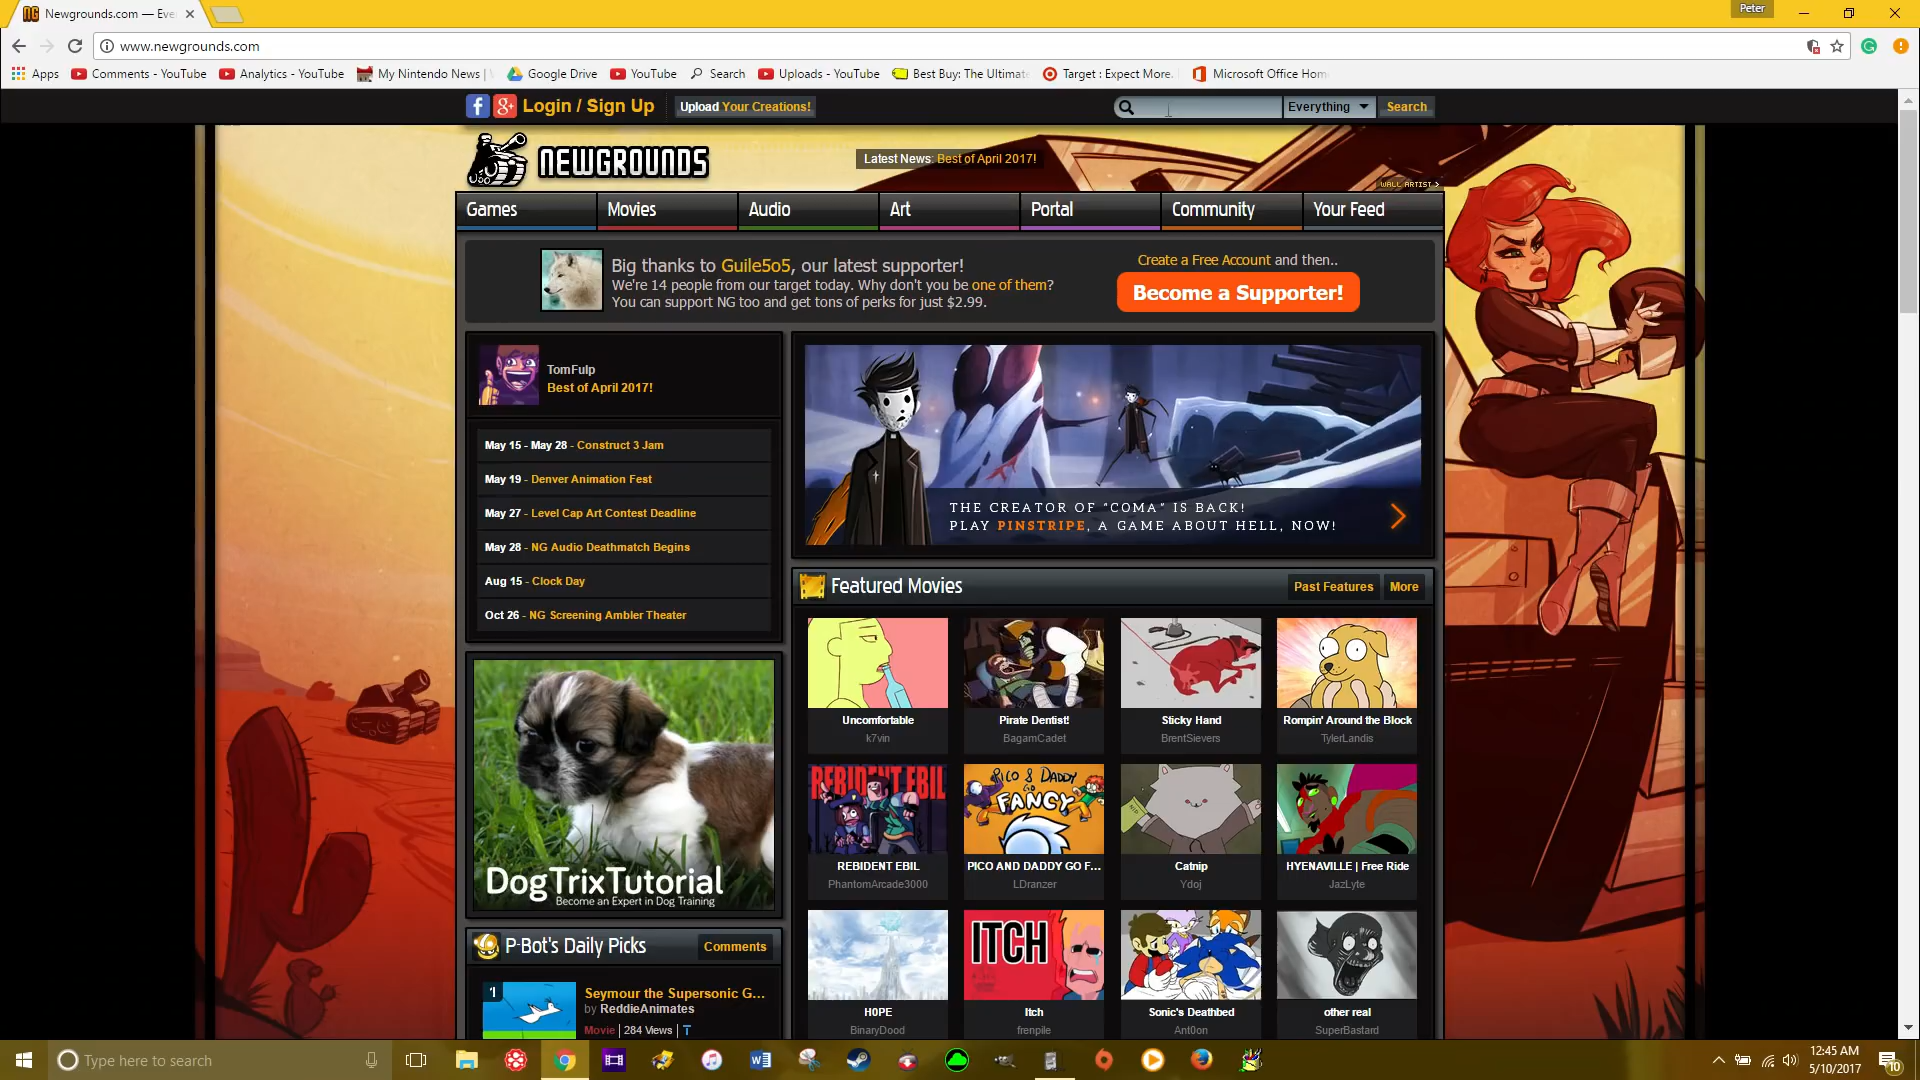 Newgrounds.com — Eve
Peter
www.newgrounds.com
Apps
Comments - YouTube
Analytics - YouTube
My Nintendo News |
Google Drive
YouTube
Search
Uploads - YouTube
Best Buy: The Ultimat
Target : Expect More.
Microsoft Office Hom
Login / Sign Up
Upload Your Creations!
Everything
Search
NEWGROUNDS
Latest News: Best of April 2017!
WALL ARTIST >
Games
Movies
Audio
Art
Portal
Community
Your Feed
Big thanks to Guile5o5, our latest supporter!
We're 14 people from our target today. Why don't you be one of them?
You can support NG too and get tons of perks for just $2.99.
Create a Free Account and then..
Become a Supporter!
TomFulp
Best of April 2017!
May 15 - May 28 - Construct 3 Jam
May 19 - Denver Animation Fest
May 27 - Level Cap Art Contest Deadline
May 28 - NG Audio Deathmatch Begins
Aug 15 - Clock Day
Oct 26 - NG Screening Ambler Theater
THE CREATOR OF "COMA" IS BACK!
PLAY PINSTRIPE, A GAME ABOUT HELL, NOW!
Featured Movies
Past Features
More
Uncomfortable
k7vin
Pirate Dentist!
BagamCadet
Sticky Hand
BrentSievers
Rompin' Around the Block
TylerLandis
REBIDENT EBIL
REBIDENT EBIL
PhantomArcade3000
PICO & DADDY
GO
FANCY
PICO AND DADDY GO F...
LDranzer
Catnip
Ydoj
HYENAVILLE | Free Ride
JazLyte
H0PE
BinaryDood
ITCH
Itch
frenpile
Sonic's Deathbed
Ant0on
other real
SuperBastard
DogTrixTutorial
Become an Expert in Dog Training
P-Bot's Daily Picks
Comments
1
Seymour the Supersonic G...
by ReddieAnimates
Movie | 284 Views | T
Type here to search
12:45 AM
5/10/2017
10